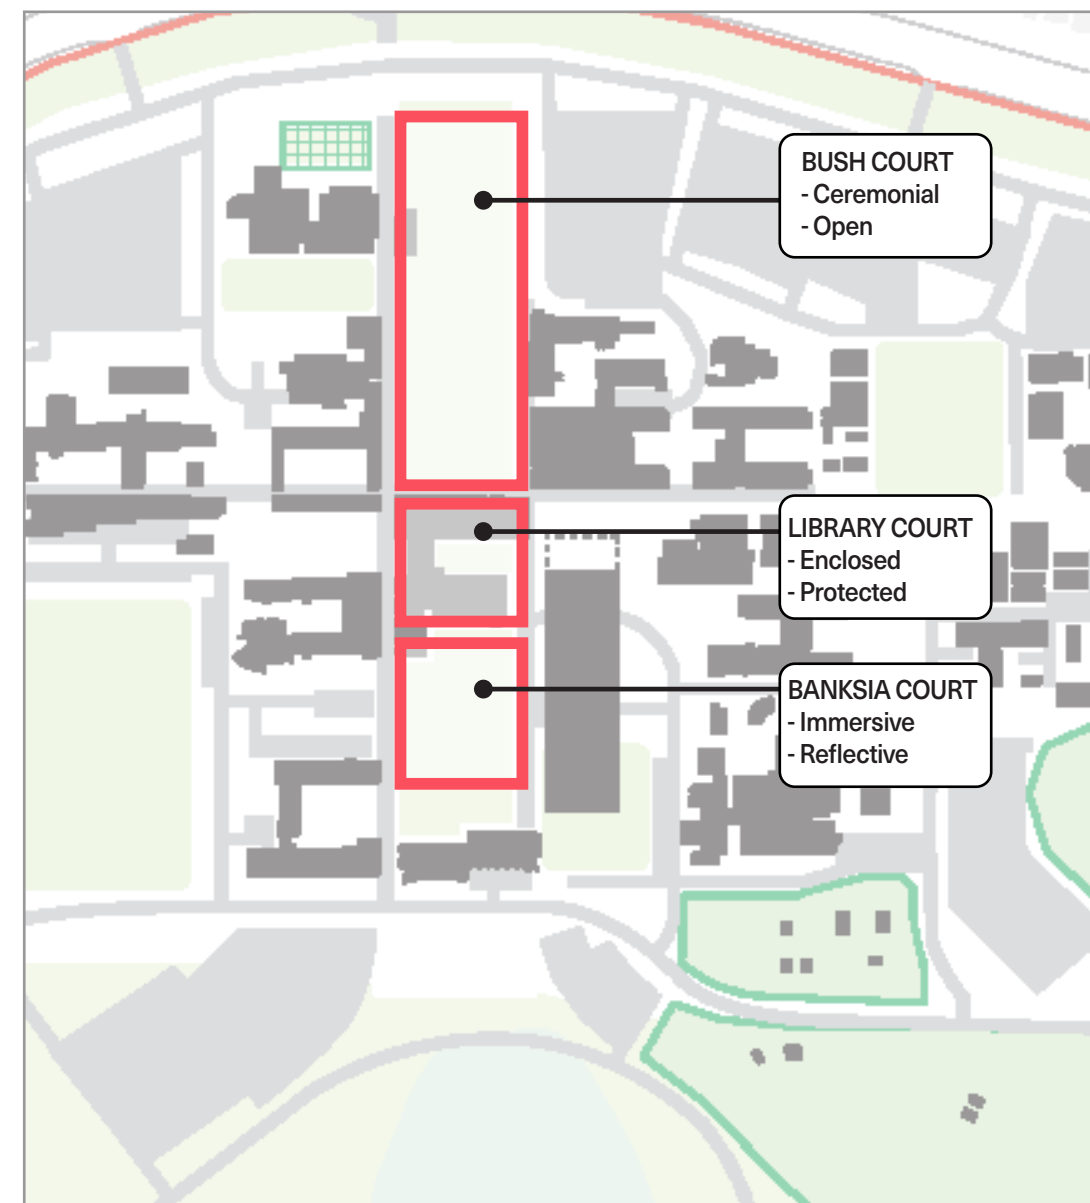 BUSH COURT
- Ceremonial
- Open
LIBRARY COURT
- Enclosed
- Protected
BANKSIA COURT
- Immersive
- Reflective